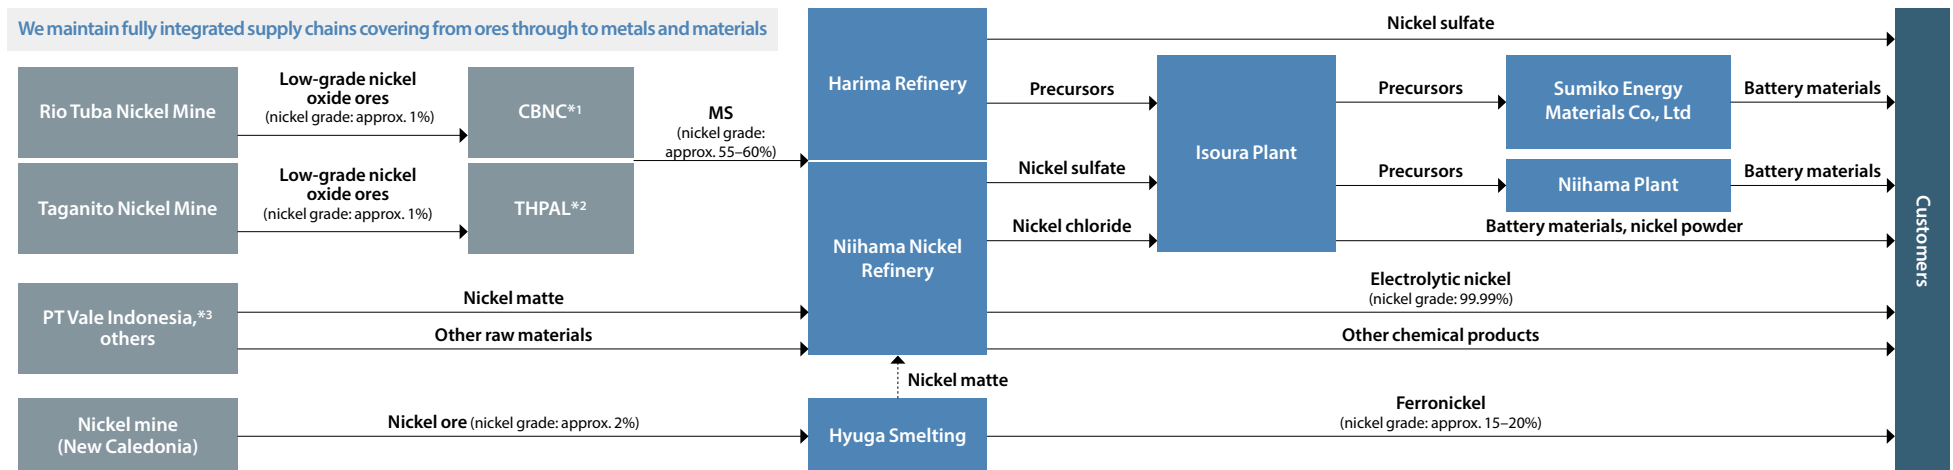 We maintain fully integrated supply chains covering from ores through to metals and materials
Rio Tuba Nickel Mine
Low-grade nickel
oxide ores
(nickel grade: approx. 1%)
CBNC*1
Taganito Nickel Mine
Low-grade nickel
oxide ores
(nickel grade: approx. 1%)
THPAL*2
MS
(nickel grade:
approx. 55–60%)
PT Vale Indonesia,*3
others
Nickel matte
Other raw materials
Nickel mine
(New Caledonia)
Nickel ore (nickel grade: approx. 2%)
Harima Refinery
Niihama Nickel
Refinery
Nickel matte
Hyuga Smelting
Nickel sulfate
Precursors
Nickel sulfate
Nickel chloride
Isoura Plant
Precursors
Sumiko Energy
Materials Co., Ltd
Battery materials
Precursors
Niihama Plant
Battery materials
Battery materials, nickel powder
Electrolytic nickel
(nickel grade: 99.99%)
Other chemical products
Ferronickel
(nickel grade: approx. 15–20%)
Customers